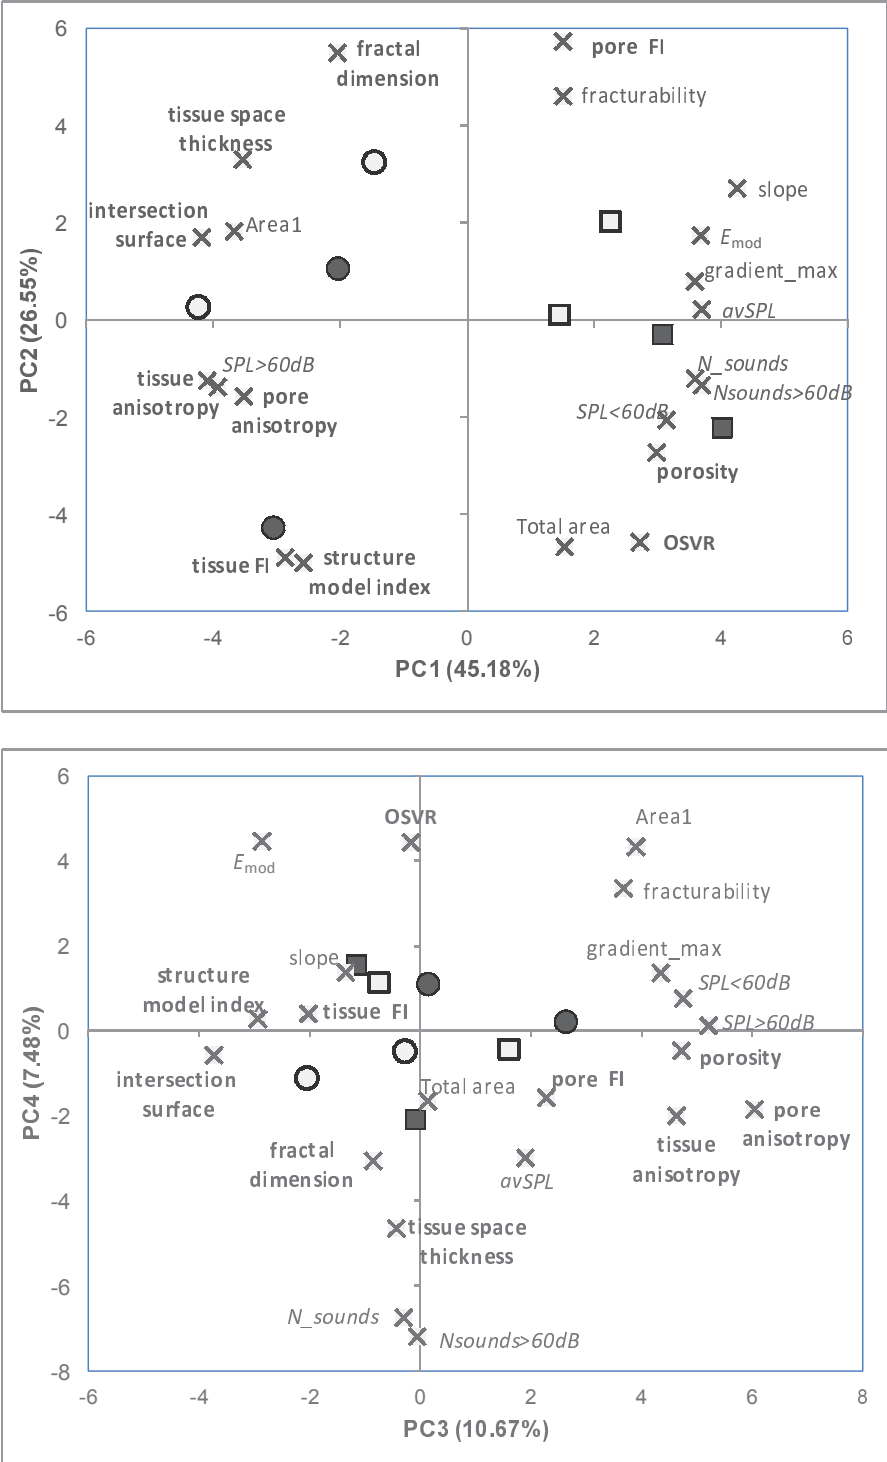 6
fractal
dimension
pore FI
fracturability
tissue space
thickness
4
slope
intersection
surface
Area1
2
Emod
gradient_max
avSPL
0
PC2 (26.55%)
SPL>60dB
tissue
anisotropy
pore
anisotropy
N_sounds
Nsounds>60dB
SPL<60dB
-2
porosity
-4
Total area
OSVR
tissue FI
structure
model index
-6
-6 -4 -2 0 2 4 6
PC1 (45.18%)
6
OSVR
Area1
Emod
4
fracturability
2
slope
gradient_max
SPL<60dB
structure
model index
tissue FI
SPL>60dB
0
porosity
PC4 (7.48%)
intersection
surface
Total area
pore FI
-2
pore
anisotropy
tissue
anisotropy
fractal
dimension
avSPL
-4
tissue space
thickness
-6
N_sounds
Nsounds>60dB
-8
-6 -4 -2 0 2 4 6 8
PC3 (10.67%)